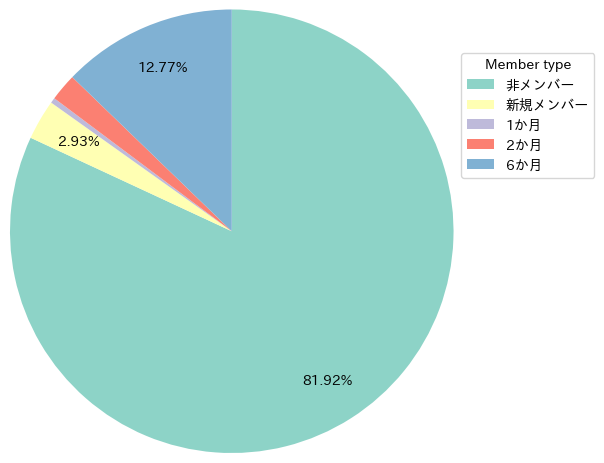 12.77%
2.93%
81.92%
Member type
非メンバー
新規メンバー
1か月
2か月
6か月